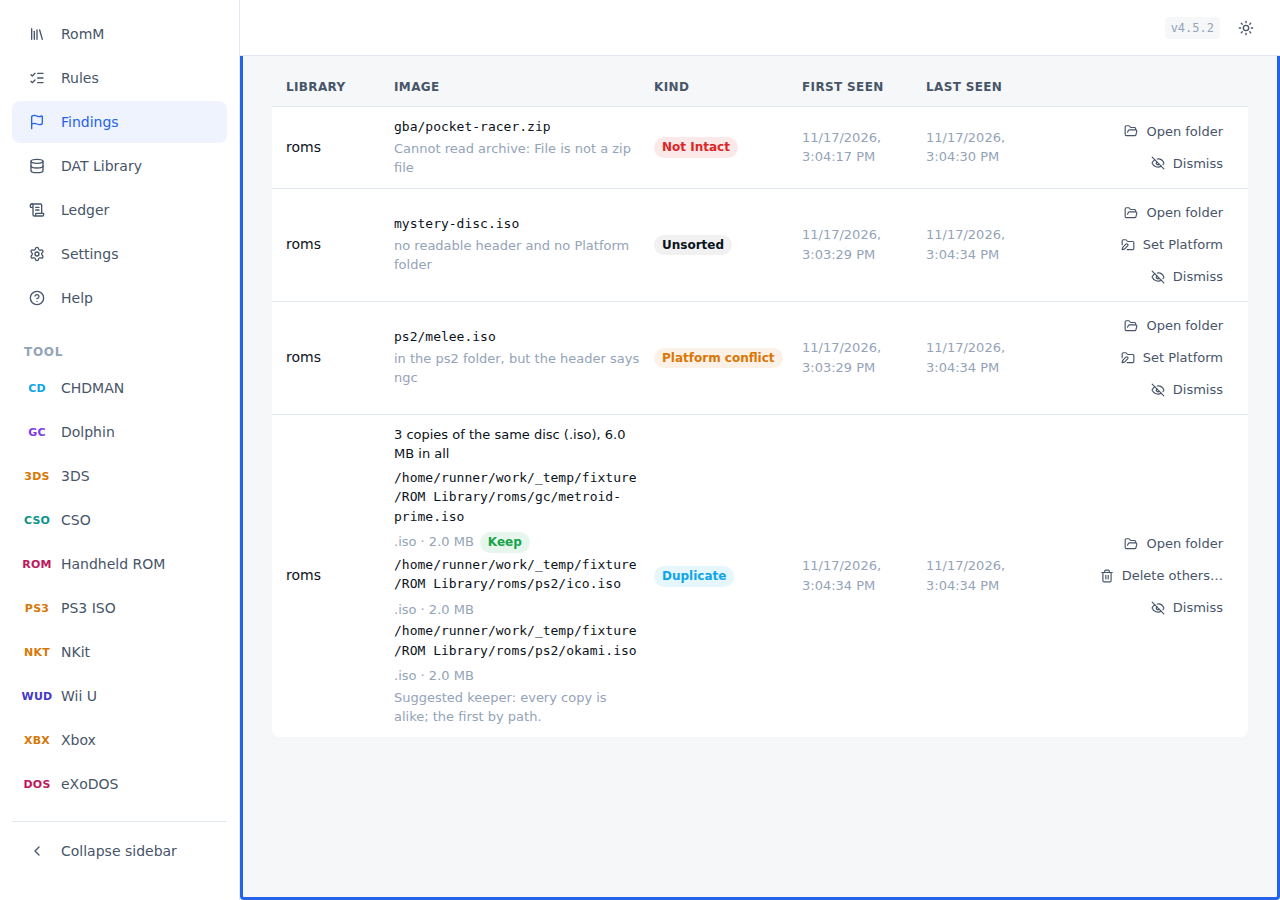 RomM
Rules
Findings
DAT Library
Ledger
Settings
Help
TOOL
CD CHDMAN
GC Dolphin
3DS 3DS
CSO CSO
ROM Handheld ROM
PS3 PS3 ISO
NKT NKit
WUD Wii U
XBX Xbox
DOS eXoDOS
Collapse sidebar
v4.5.2
LIBRARY IMAGE KIND FIRST SEEN LAST SEEN
roms
gba/pocket-racer.zip
Cannot read archive: File is not a zip
file
Not Intact
11/17/2026,
3:04:17 PM
11/17/2026,
3:04:30 PM
Open folder
Dismiss
roms
mystery-disc.iso
no readable header and no Platform
folder
Unsorted
11/17/2026,
3:03:29 PM
11/17/2026,
3:04:34 PM
Open folder
Set Platform
Dismiss
roms
ps2/melee.iso
in the ps2 folder, but the header says
ngc
Platform conflict
11/17/2026,
3:03:29 PM
11/17/2026,
3:04:34 PM
Open folder
Set Platform
Dismiss
roms
3 copies of the same disc (.iso), 6.0
MB in all
/home/runner/work/_temp/fixture
/ROM Library/roms/gc/metroid-
prime.iso
.iso · 2.0 MB Keep
/home/runner/work/_temp/fixture
/ROM Library/roms/ps2/ico.iso
.iso · 2.0 MB
/home/runner/work/_temp/fixture
/ROM Library/roms/ps2/okami.iso
.iso · 2.0 MB
Suggested keeper: every copy is
alike; the first by path.
Duplicate
11/17/2026,
3:04:34 PM
11/17/2026,
3:04:34 PM
Open folder
Delete others…
Dismiss